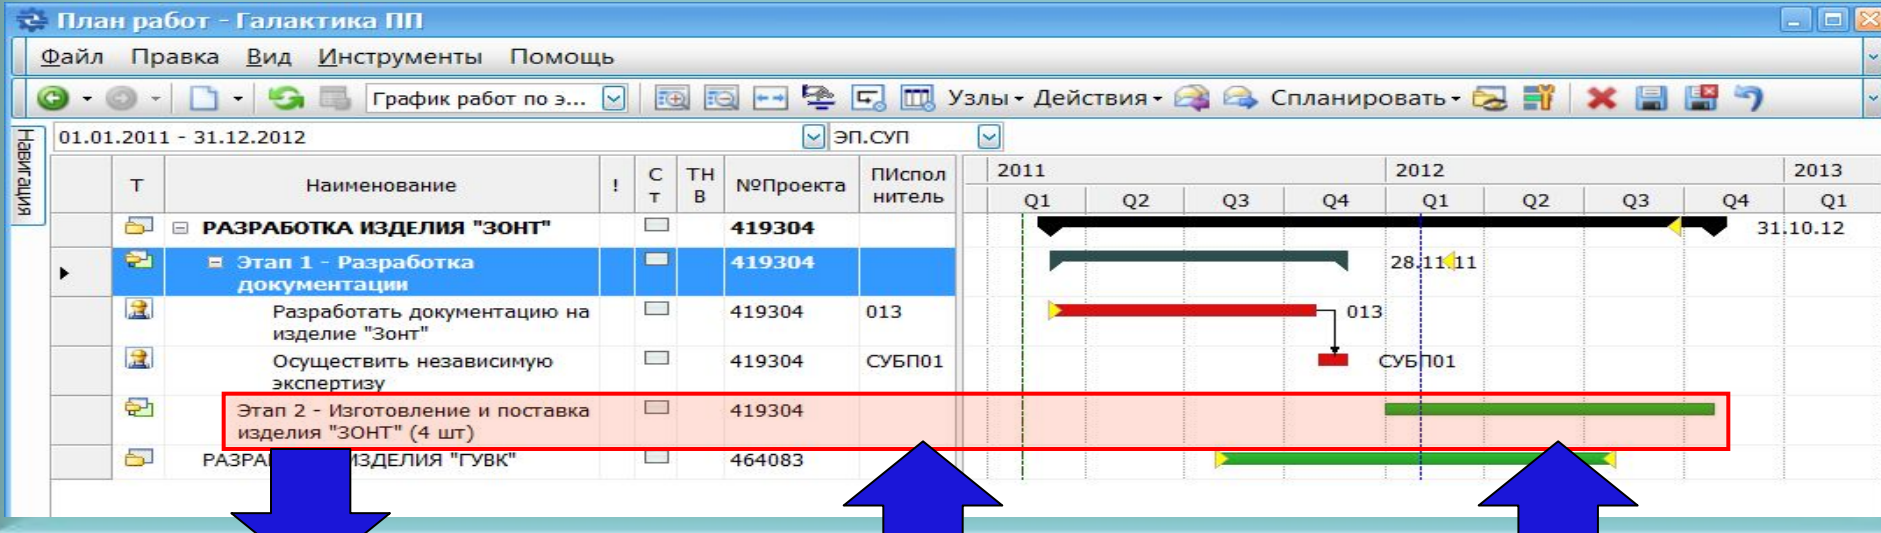 План работ - Галактика ПП
Файл Правка Вид Инструменты Помощь
График работ по э... Узлы Действия Спланировать
Навигация
01.01.2011 - 31.12.2012 ЭП.СУП
Т Наименование ! С т ТН В №Проекта ПИсполнитель 2011 2012 2013
Q1 Q2 Q3 Q4 Q1 Q2 Q3 Q4 Q1
РАЗРАБОТКА ИЗДЕЛИЯ "ЗОНТ" 419304 31.10.12
Этап 1 - Разработка 419304 28.11.11
документации
Разработать документацию на 419304 013 013
изделие "Зонт"
Осуществить независимую 419304 СУБП01 СУБП01
экспертизу
Этап 2 - Изготовление и поставка 419304
изделия "ЗОНТ" (4 шт)
"ГУВК" 464083